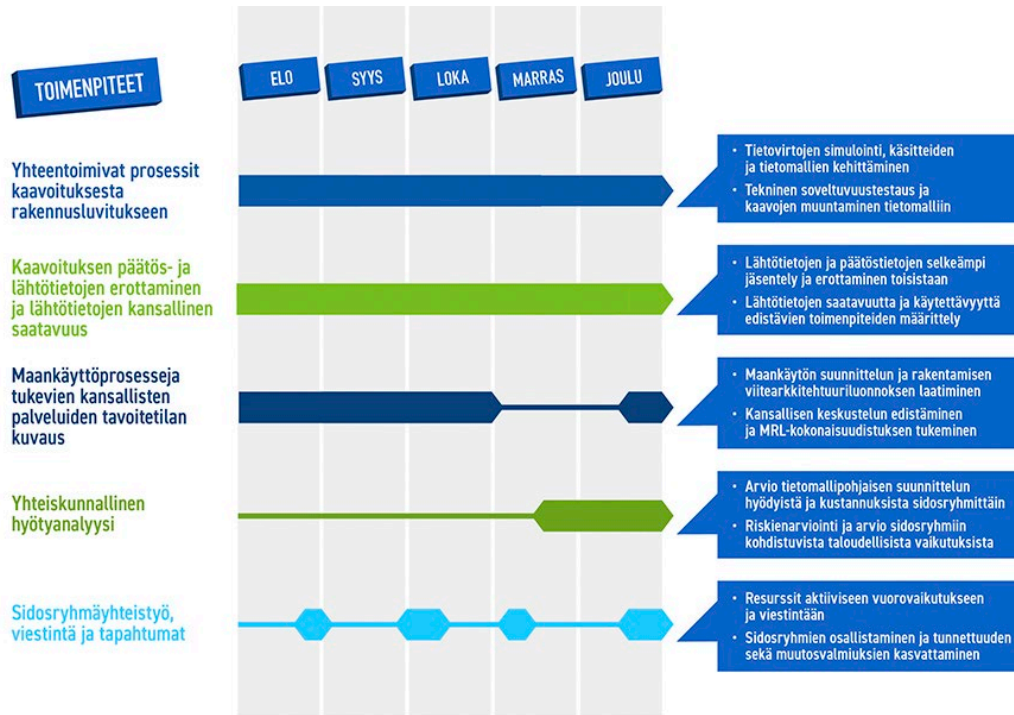 TOIMENPITEET
ELO
SYYS
LOKA
MARRAS
JOULU
Yhteentoimivat prosessit
kaavoituksesta
rakennusluvitukseen
• Tietovirtojen simulointi, käsitteiden
ja tietomallien kehittäminen
• Tekninen soveltuvuustestaus ja
kaavojen muuntaminen tietomalliin
Kaavoituksen päätös- ja
lähtötietojen erottaminen
ja lähtötietojen kansallinen
saatavuus
• Lähtötietojen ja päätöstietojen selkeämpi
jäsentely ja erottaminen toisistaan
• Lähtötietojen saatavuutta ja käytettävyyttä
edistävien toimenpiteiden määrittely
Maankäyttöprosesseja
tukevien kansallisten
palveluiden tavoitetilan
kuvaus
• Maankäytön suunnittelun ja rakentamisen
viitearkkitehtuuriluonnoksen laatiminen
• Kansallisen keskustelun edistäminen
ja MRL-kokonaisuudistuksen tukeminen
Yhteiskunnallinen
hyötyanalyysi
• Arvio tietomallipohjaisen suunnittelun
hyödyistä ja kustannuksista sidosryhmittäin
• Riskienarviointi ja arvio sidosryhmiin
kohdistuvista taloudellisista vaikutuksista
Sidosryhmäyhteistyö,
viestintä ja tapahtumat
• Resurssit aktiiviseen vuorovaikutukseen
ja viestintään
• Sidosryhmien osallistaminen ja tunnettuuden
sekä muutosvalmiuksien kasvattaminen